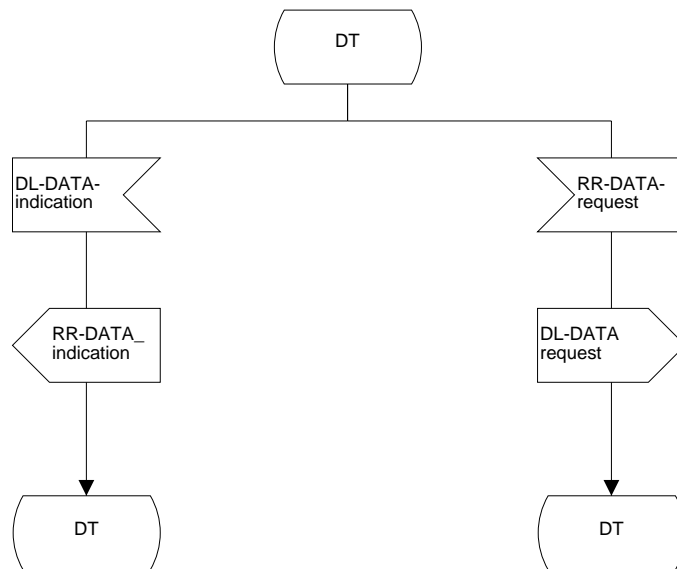 DT
DL-DATA-
indication
RR-DATA-
request
RR-DATA_
indication
DL-DATA
request
DT
DT